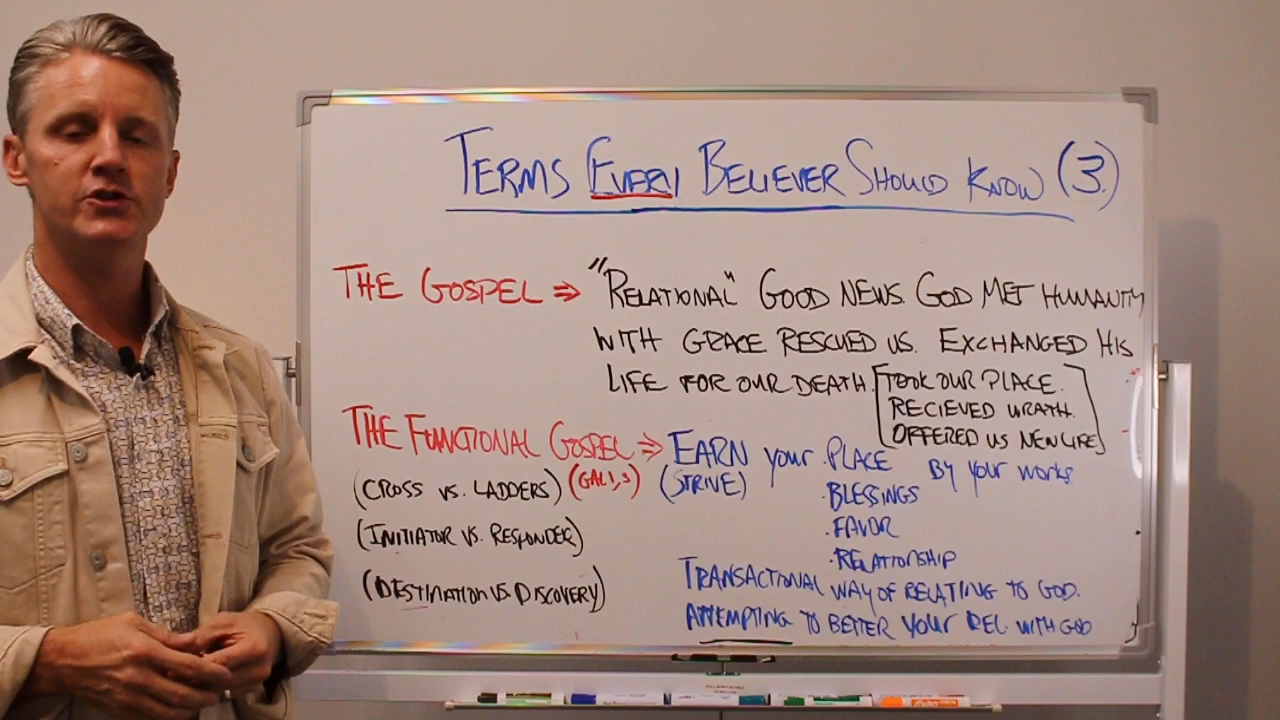 TERMS EVERY BELIEVER SHOULD KNOW (3.)
THE GOSPEL ⇒ "RELATIONAL" GOOD NEWS. GOD MET HUMANITY
WITH GRACE RESCUED US. EXCHANGED HIS
LIFE FOR OUR DEATH. [TOOK OUR PLACE.
RECIEVED WRATH.
OFFERED US NEW LIFE]
THE FUNCTIONAL GOSPEL ⇒ EARN your . PLACE By your works.
(CROSS vs. LADDERS) (GAL 1, 3) (STRIVE) . BLESSINGS
. FAVOR
(INITIATOR VS. RESPONDER) . RELATIONSHIP
(DESTINATION VS. DISCOVERY) TRANSACTIONAL WAY OF RELATING TO GOD.
ATTEMPTING TO BETTER YOUR REL. WITH GOD